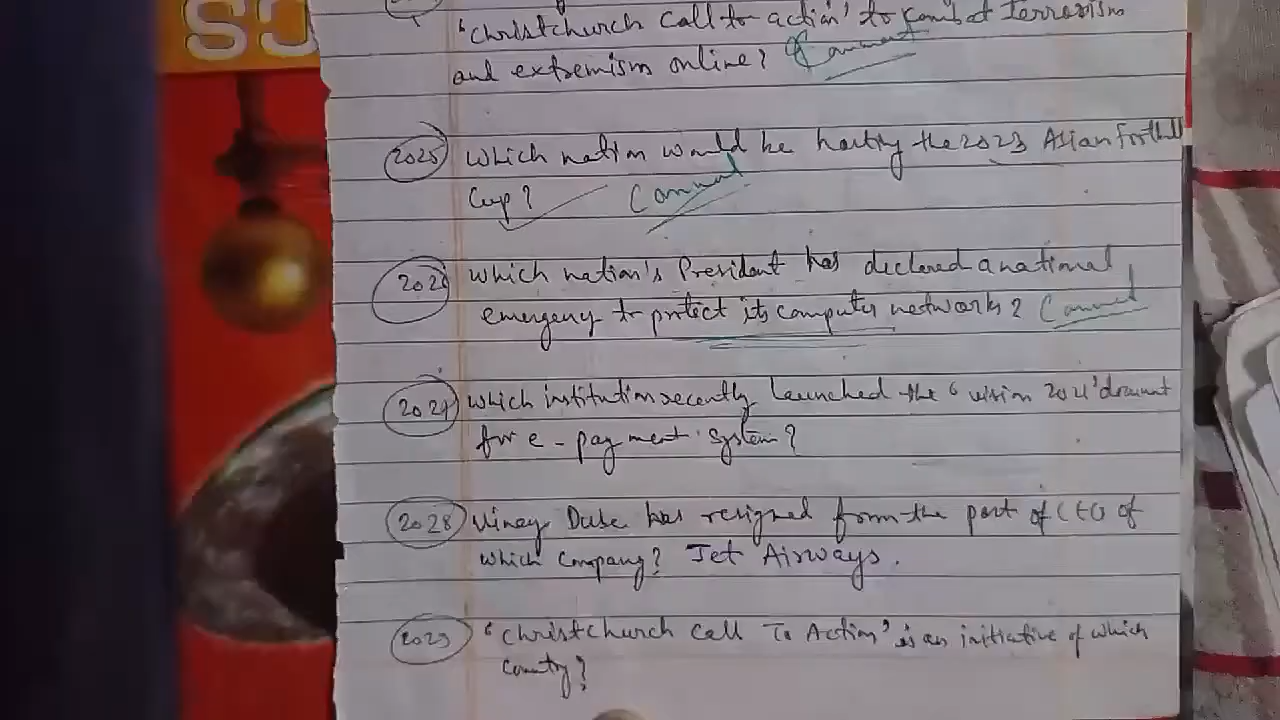 'Christchurch Call to action' to combat terrorism
and extremism online? Comment
2025 Which nation would be hosting the 2023 Asian Football
Cup? Comment
2026 Which nation's President has declared a national
emergency to protect its computer networks? Comment
2027 Which institution recently launched the 'vision 2021'
for e-payment system?
2028 Vinay Dube has resigned from the post of CEO of
which company? Jet Airways.
2029 'Christchurch Call To Action' is an initiative of which
country?